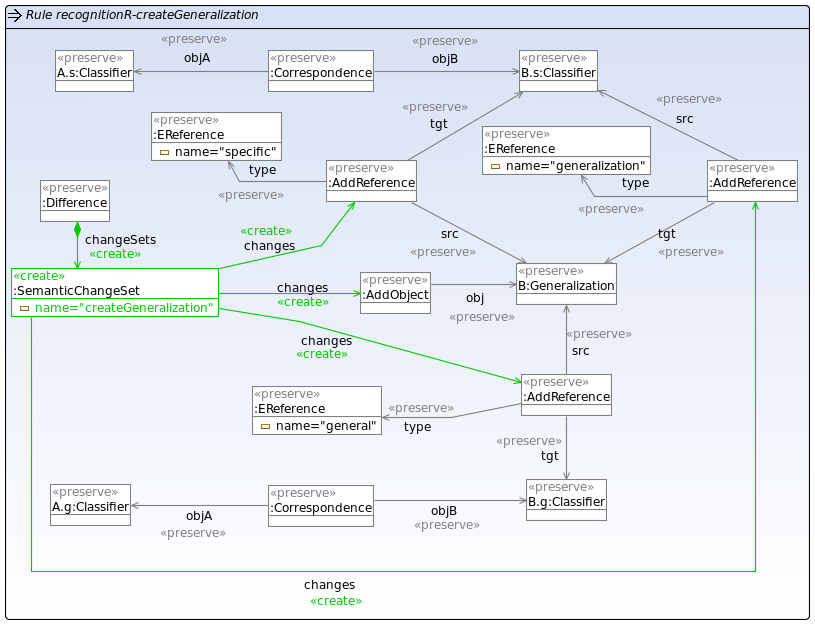 Rule recognitionR-createGeneralization
«preserve»
objA
«preserve»
objB
«preserve»
A.s:Classifier
«preserve»
:Correspondence
«preserve»
B.s:Classifier
«preserve»
tgt
«preserve»
src
«preserve»
:EReference
name="specific"
«preserve»
:EReference
name="generalization"
type
«preserve»
«preserve»
:AddReference
type
«preserve»
«preserve»
:AddReference
«preserve»
:Difference
changeSets
«create»
«create»
changes
src
«preserve»
tgt
«preserve»
«create»
:SemanticChangeSet
name="createGeneralization"
changes
«create»
«preserve»
:AddObject
obj
«preserve»
«preserve»
B:Generalization
changes
«create»
«preserve»
src
«preserve»
:EReference
name="general"
«preserve»
type
«preserve»
:AddReference
«preserve»
tgt
«preserve»
A.g:Classifier
objA
«preserve»
«preserve»
:Correspondence
objB
«preserve»
«preserve»
B.g:Classifier
changes
«create»